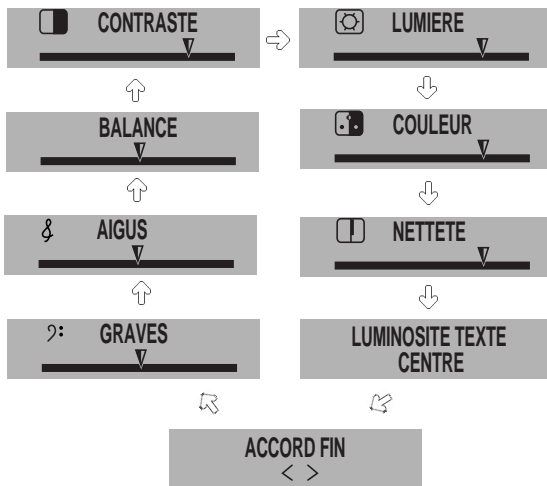 CONTRASTE
LUMIERE
BALANCE
COULEUR
AIGUS
NETTETE
GRAVES
LUMINOSITE TEXTE
CENTRE
ACCORD FIN
< >